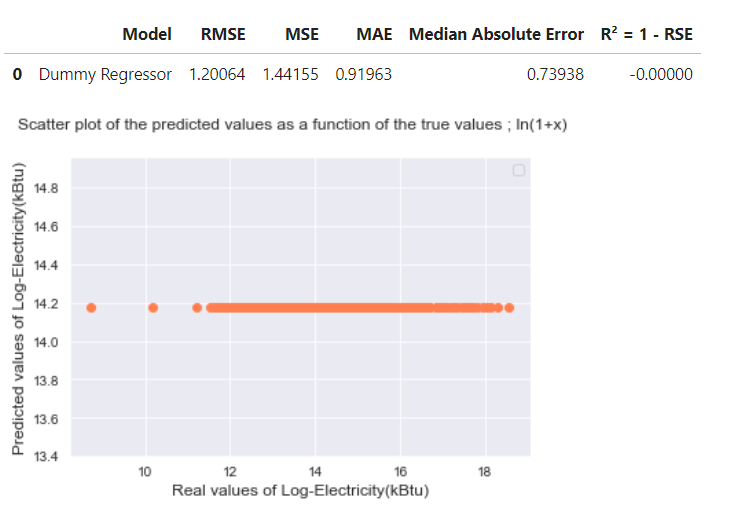 Model RMSE MSE MAE Median Absolute Error R² = 1 - RSE
0 Dummy Regressor 1.20064 1.44155 0.91963 0.73938 -0.00000
Scatter plot of the predicted values as a function of the true values ; ln(1+x)
Predicted values of Log-Electricity(kBtu)
14.8
14.6
14.4
14.2
14.0
13.8
13.6
13.4
10 12 14 16 18
Real values of Log-Electricity(kBtu)